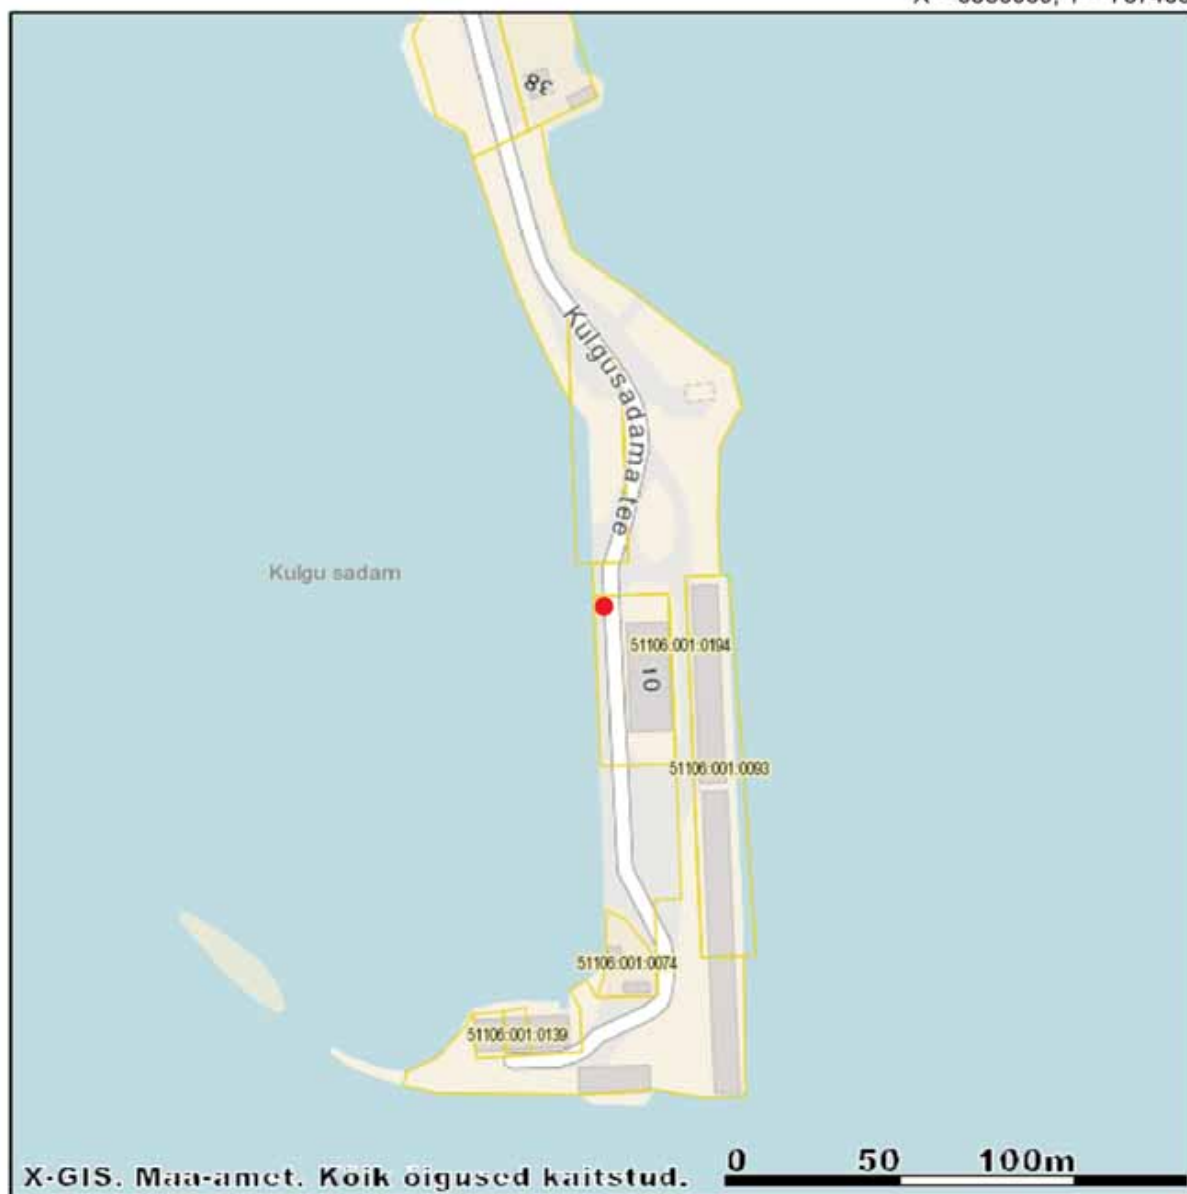 38
Kulgusadama tee
Kulgu sadam
51106:001:0194
10
51106:001:0093
51106:001:0074
51106:001:0139
X-GIS. Maa-amet. Kõik õigused kaitstud.
0 50 100m